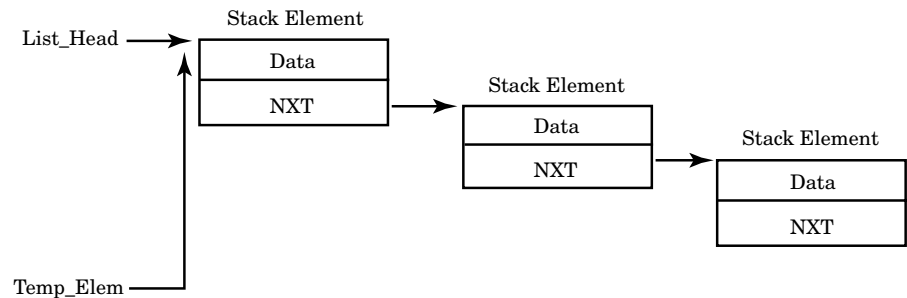 Stack Element
List_Head
Data
NXT
Stack Element
Data
NXT
Stack Element
Data
NXT
Temp_Elem